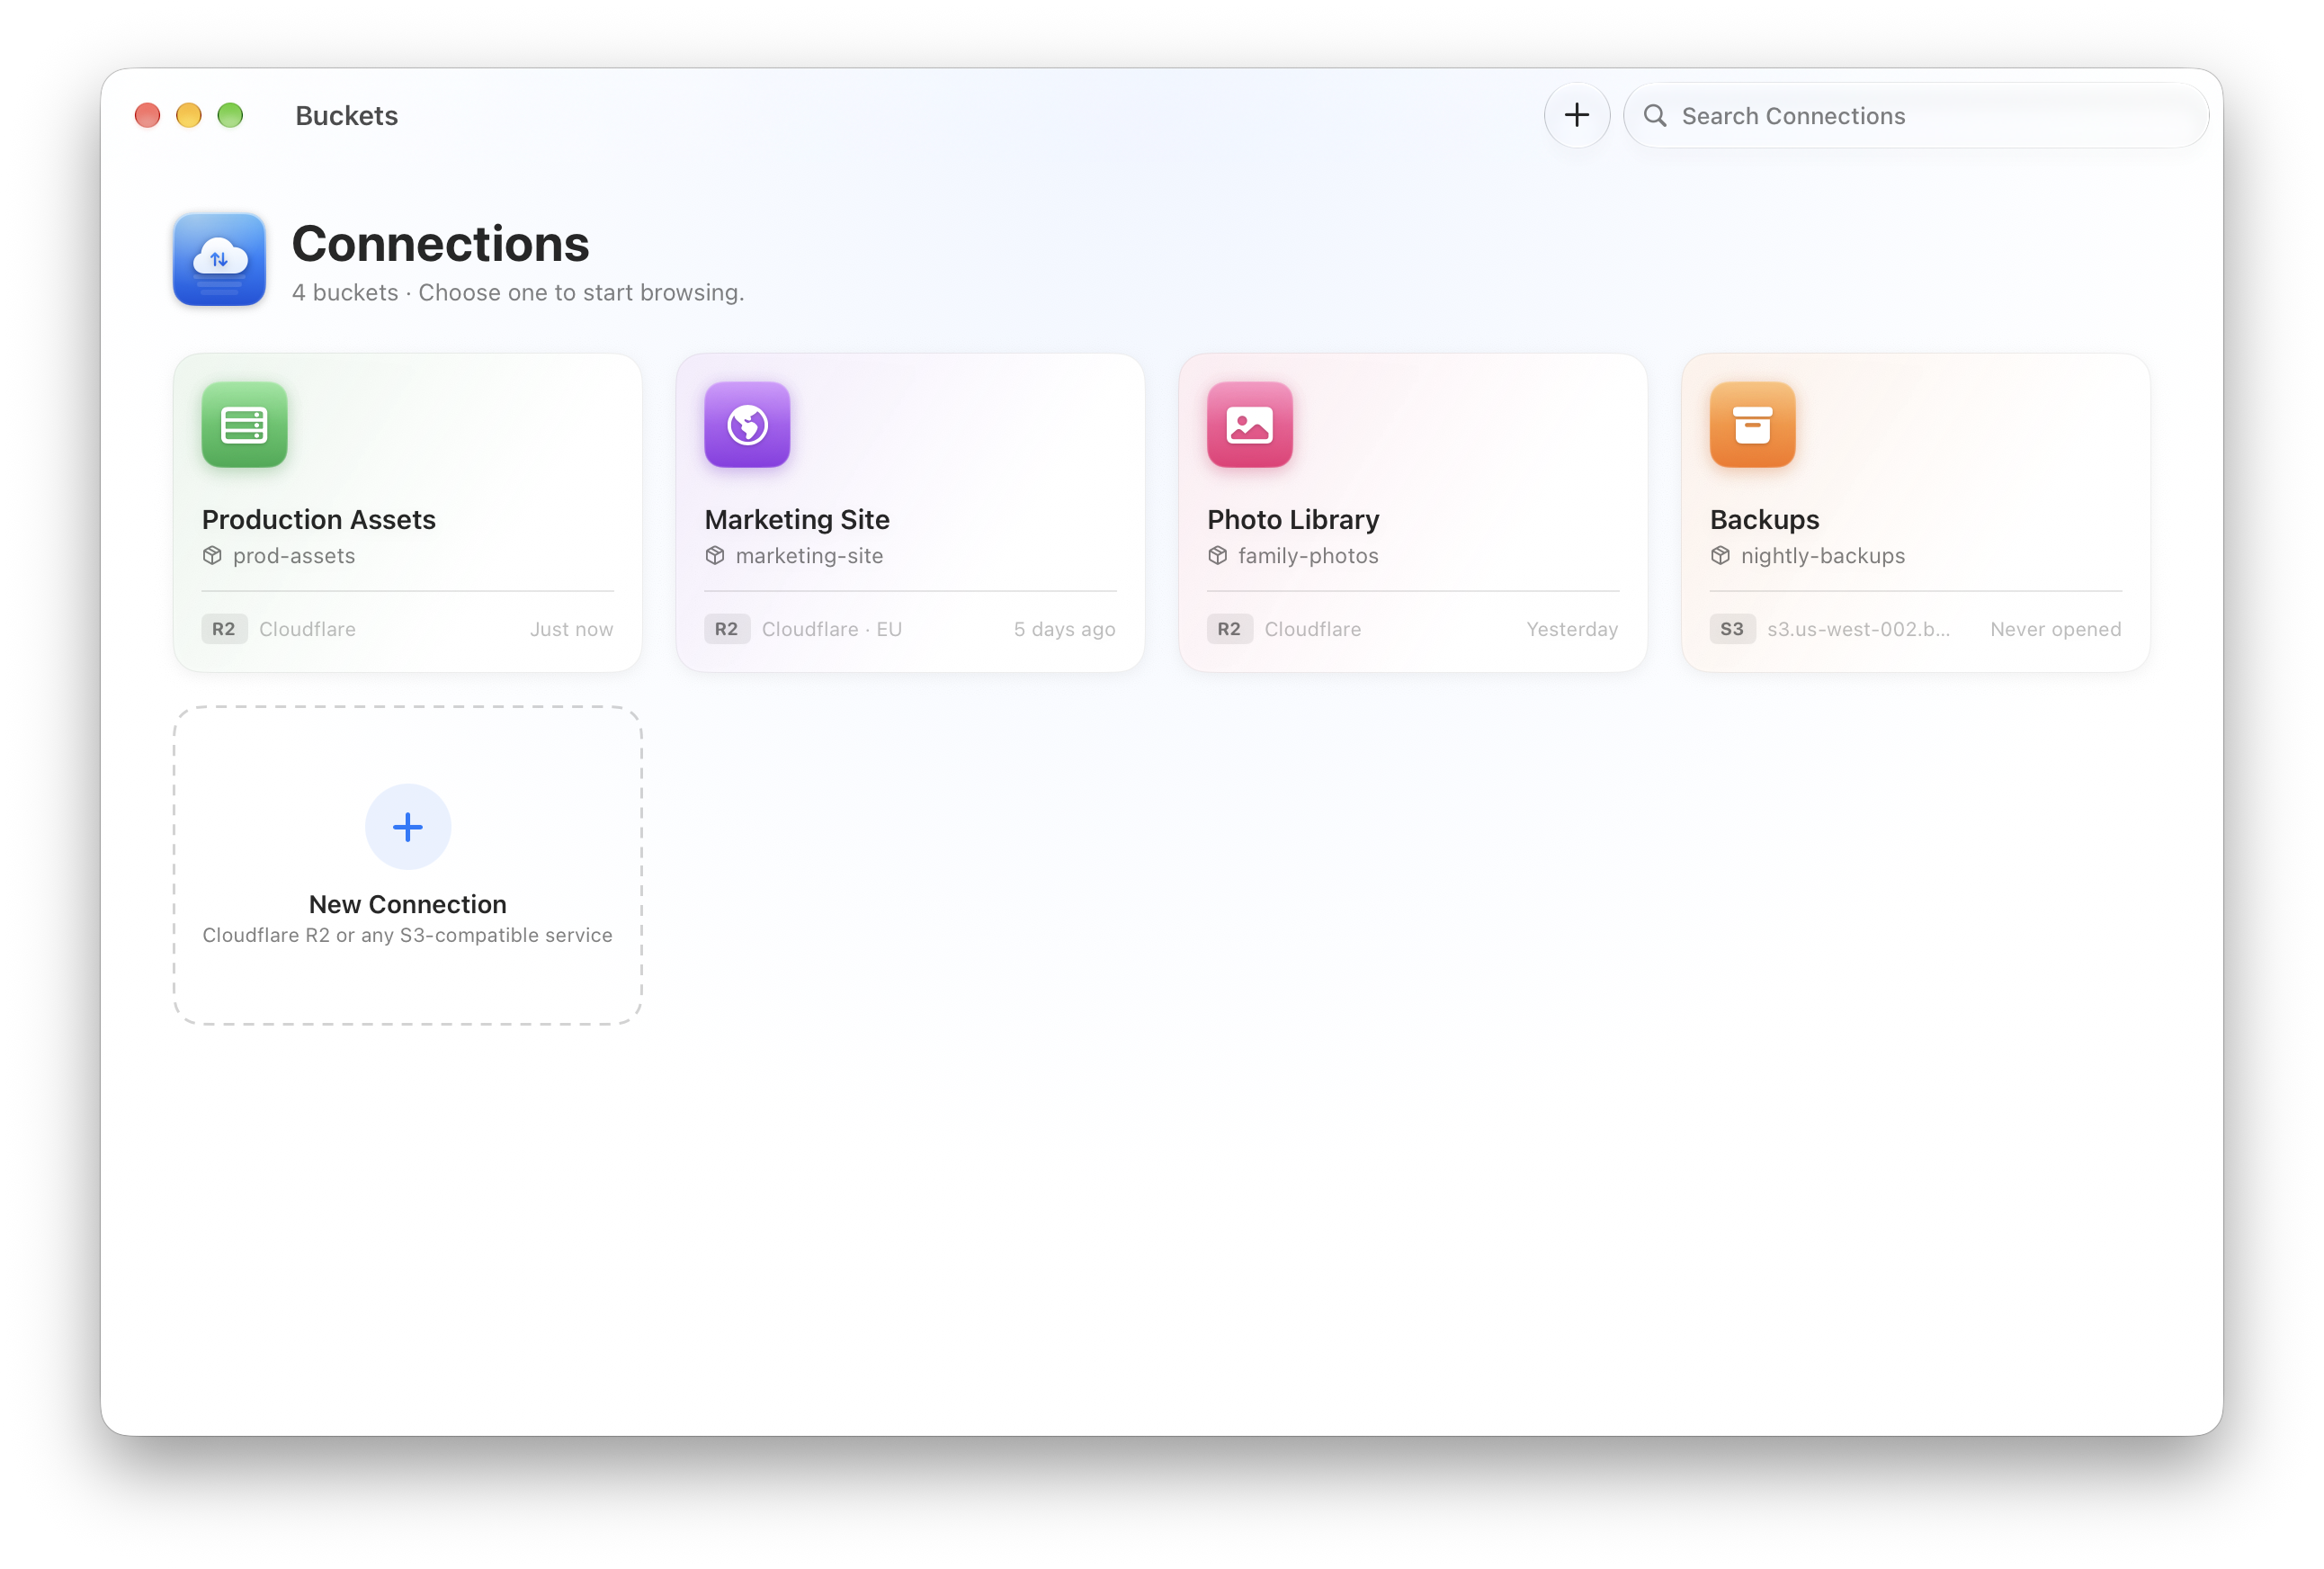 Buckets
Search Connections
Connections
4 buckets · Choose one to start browsing.
Production Assets
prod-assets
R2 Cloudflare Just now
Marketing Site
marketing-site
R2 Cloudflare · EU 5 days ago
Photo Library
family-photos
R2 Cloudflare Yesterday
Backups
nightly-backups
S3 s3.us-west-002.b... Never opened
New Connection
Cloudflare R2 or any S3-compatible service